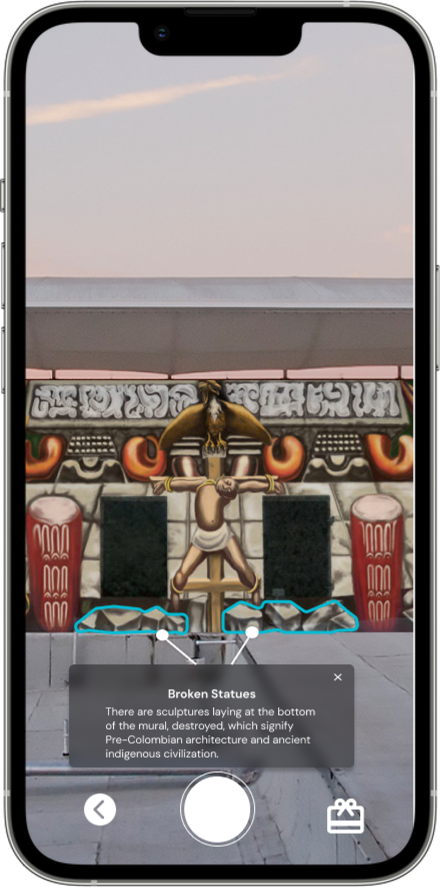 Broken Statues
There are sculptures laying at the bottom
of the mural, destroyed, which signify
Pre-Colombian architecture and ancient
indigenous civilization.